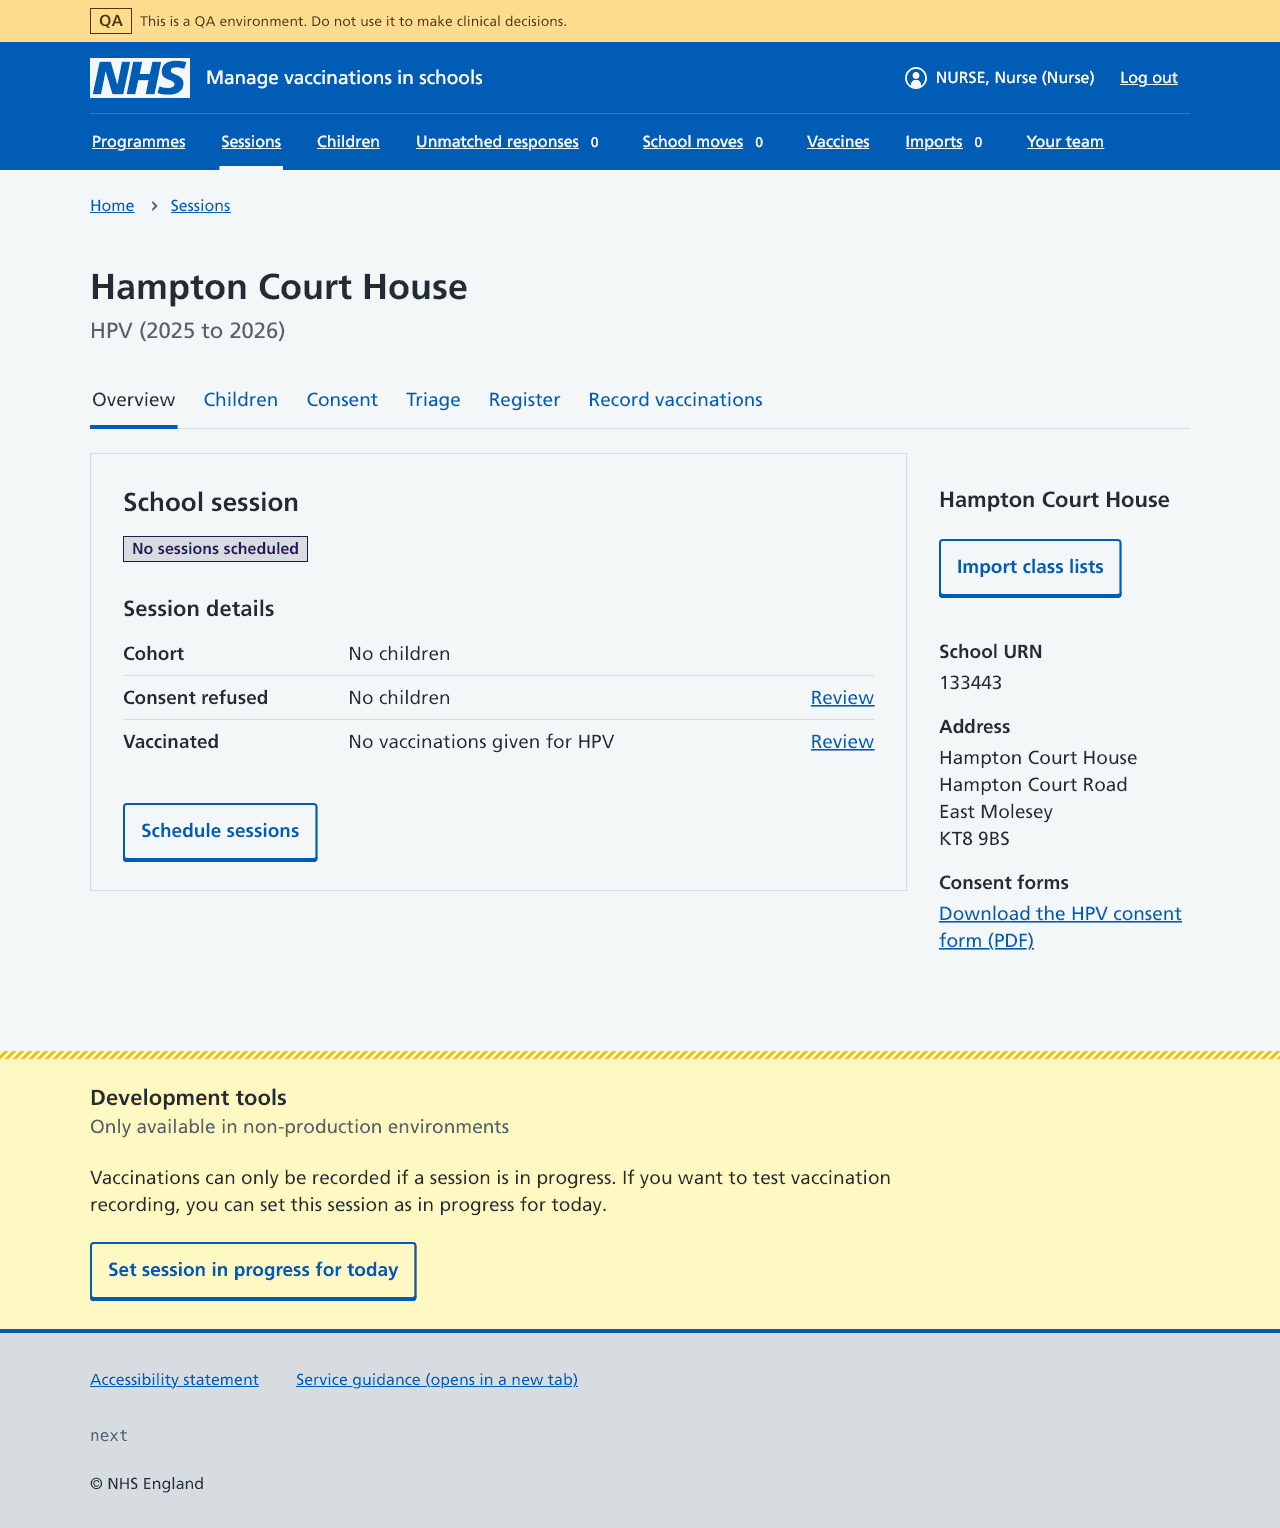 QA This is a QA environment. Do not use it to make clinical decisions.
NHS Manage vaccinations in schools NURSE, Nurse (Nurse) Log out
Programmes Sessions Children Unmatched responses 0 School moves 0 Vaccines Imports 0 Your team
Home Sessions
Hampton Court House
HPV (2025 to 2026)
Overview Children Consent Triage Register Record vaccinations
School session
No sessions scheduled
Session details
Cohort No children
Consent refused No children Review
Vaccinated No vaccinations given for HPV Review
Schedule sessions
Hampton Court House
Import class lists
School URN
133443
Address
Hampton Court House
Hampton Court Road
East Molesey
KT8 9BS
Consent forms
Download the HPV consent
form (PDF)
Development tools
Only available in non-production environments
Vaccinations can only be recorded if a session is in progress. If you want to test vaccination
recording, you can set this session as in progress for today.
Set session in progress for today
Accessibility statement Service guidance (opens in a new tab)
next
© NHS England